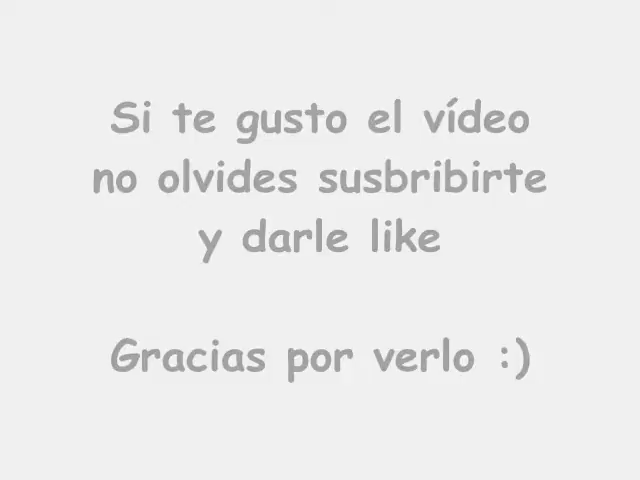 Si te gusto el vídeo
no olvides susbribirte
y darle like
Gracias por verlo :)